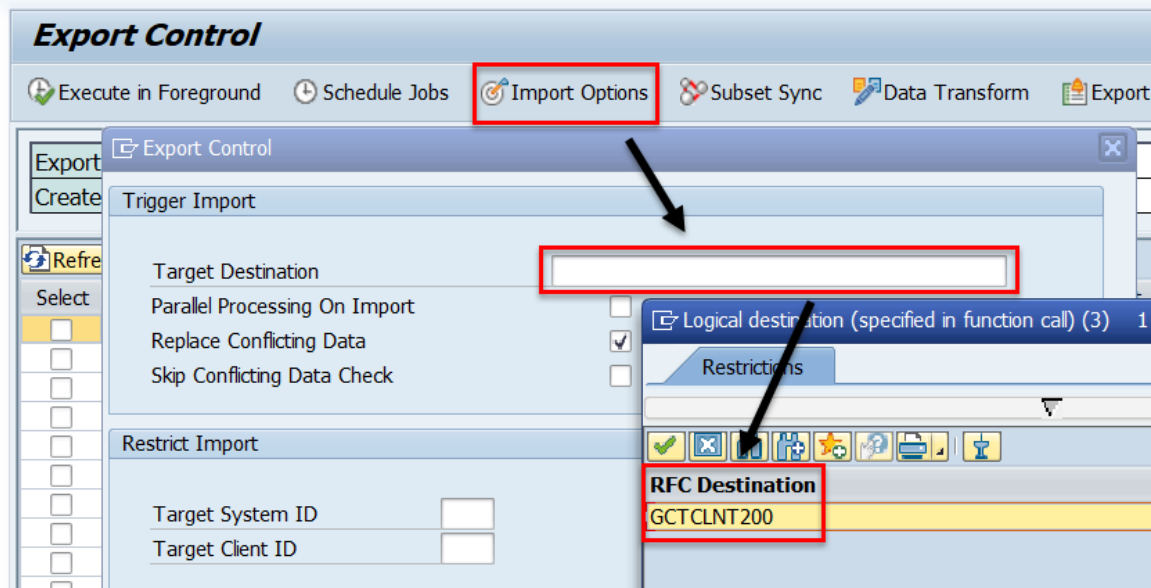 Export Control
Execute in Foreground Schedule Jobs Import Options Subset Sync Data Transform Export
Export Control
Export
Create
Trigger Import
Refre
Select
Target Destination
Parallel Processing On Import
Replace Conflicting Data
Skip Conflicting Data Check
Logical destination (specified in function call) (3) 1
Restrictions
Restrict Import
RFC Destination
GCTCLNT200
Target System ID
Target Client ID